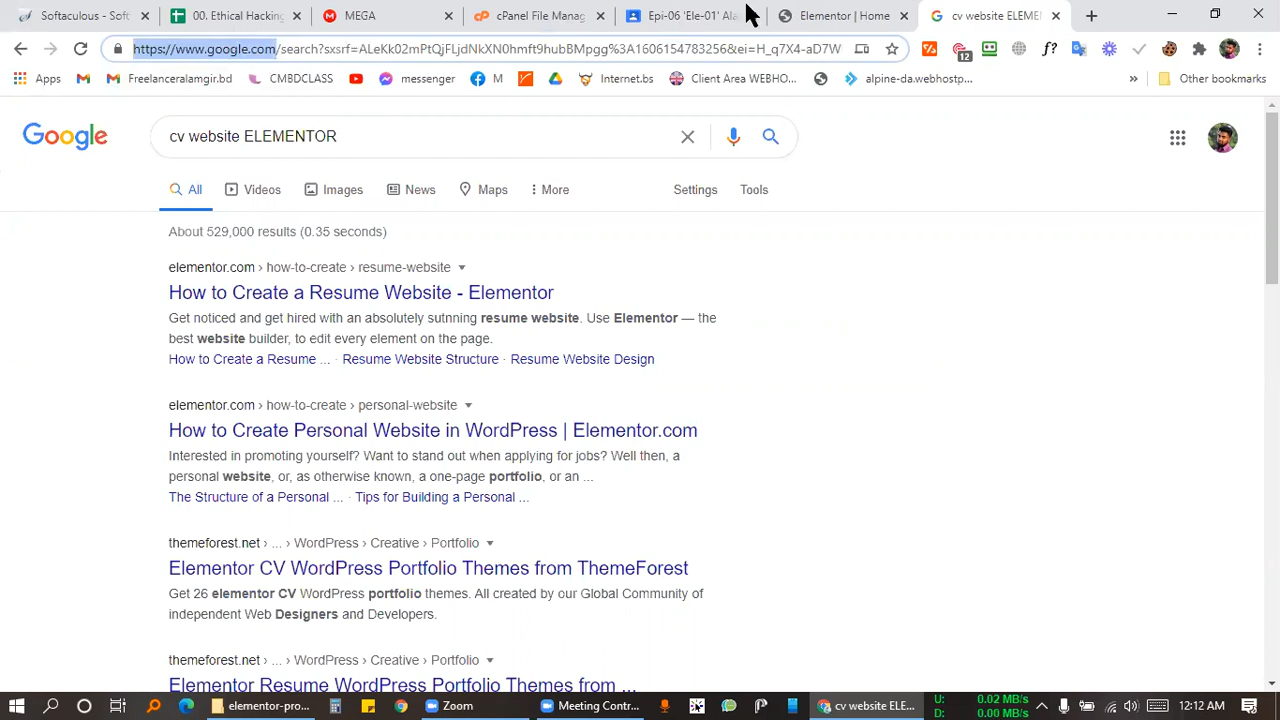 Softaculous - Soft
00. Ethical Hacking
MEGA
cPanel File Manag
Epi-06 'Ele-01' Ala
Elementor | Home
cv website ELEME
https://www.google.com/search?sxsrf=ALeKk02mPtQjFLjdNkXN0hmft9hubBMpgg%3A1606154783256&ei=H_q7X4-aD7W
12
f?
Apps
Freelanceralamgir.bd
CMBDCLASS
messenger
M
Internet.bs
Client Area WEBHO...
alpine-da.webhostp...
»
Other bookmarks
Google
cv website ELEMENTOR
All
Videos
Images
News
Maps
More
Settings
Tools
About 529,000 results (0.35 seconds)
elementor.com › how-to-create › resume-website
How to Create a Resume Website - Elementor
Get noticed and get hired with an absolutely sutnning resume website. Use Elementor — the
best website builder, to edit every element on the page.
How to Create a Resume ... · Resume Website Structure · Resume Website Design
elementor.com › how-to-create › personal-website
How to Create Personal Website in WordPress | Elementor.com
Interested in promoting yourself? Want to stand out when applying for jobs? Well then, a
personal website, or, as otherwise known, a one-page portfolio, or an ...
The Structure of a Personal ... · Tips for Building a Personal ...
themeforest.net › ... › WordPress › Creative › Portfolio
Elementor CV WordPress Portfolio Themes from ThemeForest
Get 26 elementor CV WordPress portfolio themes. All created by our Global Community of
independent Web Designers and Developers.
themeforest.net › ... › WordPress › Creative › Portfolio
Elementor Resume WordPress Portfolio Themes from ...
elementor.pro
Zoom
Meeting Contr...
cv website ELE...
U: 0.02 MB/s
D: 0.00 MB/s
12:12 AM